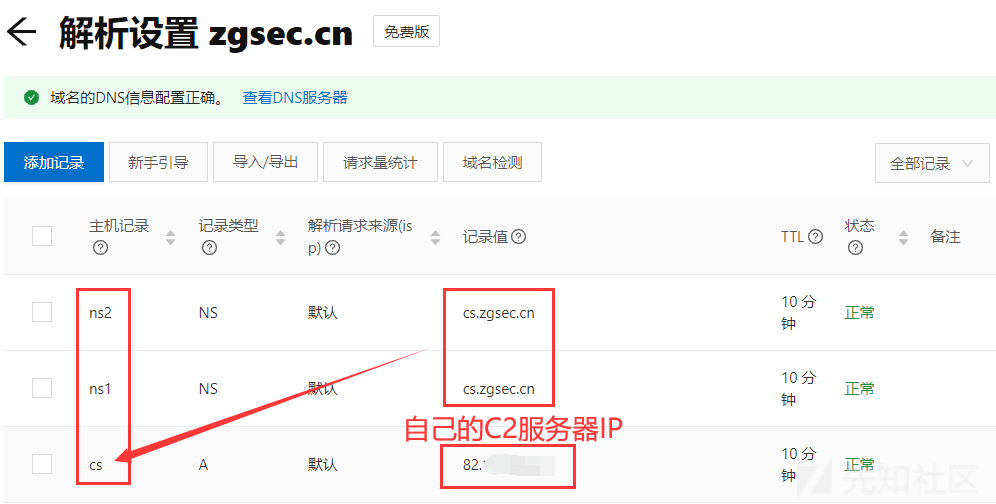 解析设置 zgsec.cn 免费版
域名的DNS信息配置正确。 查看DNS服务器
添加记录 新手引导 导入/导出 请求量统计 域名检测 全部记录
主机记录 记录类型 解析请求来源(isp) 记录值 TTL 状态 备注
ns2 NS 默认 cs.zgsec.cn 10 分钟 正常
ns1 NS 默认 cs.zgsec.cn 10 分钟 正常
自己的C2服务器IP
cs A 默认 82. 10 分钟 正常
先知社区